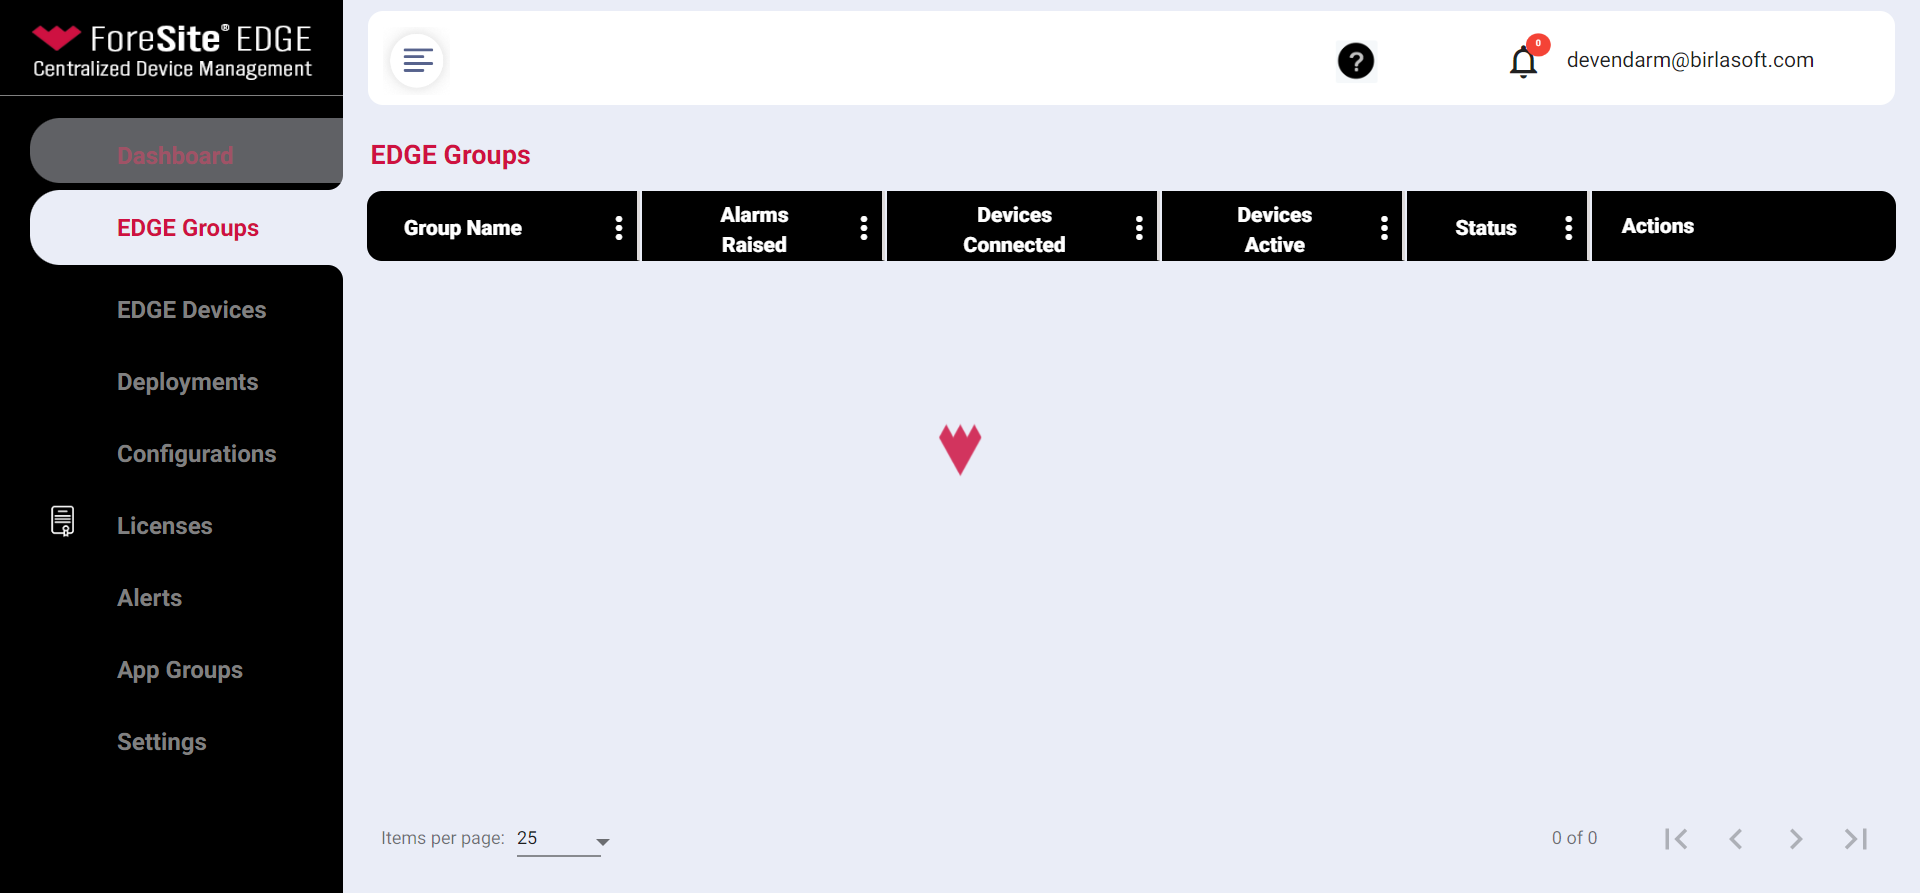 ForeSite® EDGE
Centralized Device Management
Dashboard
EDGE Groups
EDGE Devices
Deployments
Configurations
Licenses
Alerts
App Groups
Settings
?
0
devendarm@birlasoft.com
EDGE Groups
Group Name
Alarms
Raised
Devices
Connected
Devices
Active
Status
Actions
Items per page: 25
0 of 0